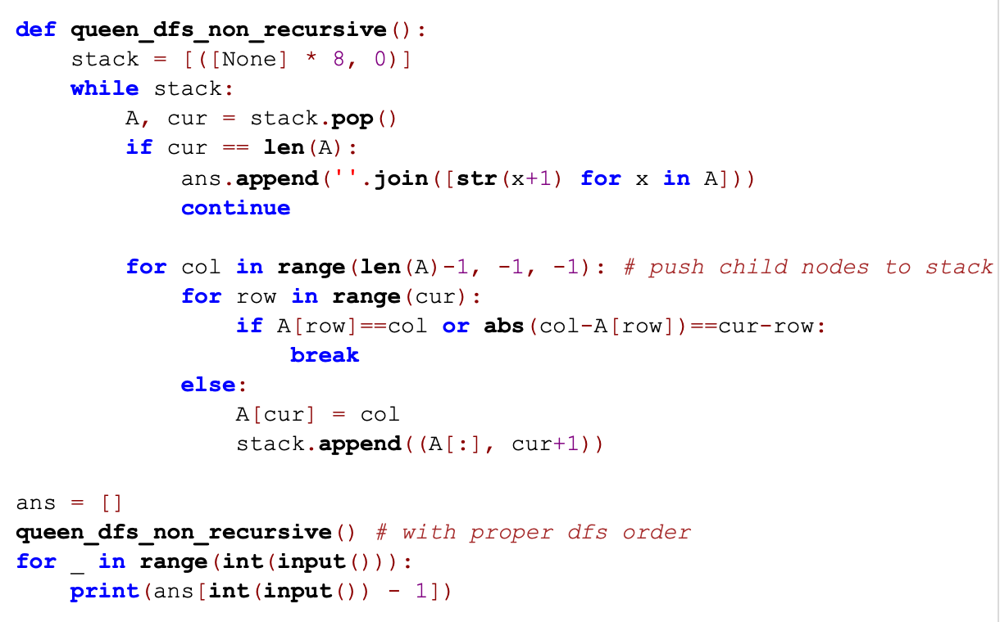 def queen_dfs_non_recursive():
    stack = [([None] * 8, 0)]
    while stack:
        A, cur = stack.pop()
        if cur == len(A):
            ans.append(''.join([str(x+1) for x in A]))
            continue

        for col in range(len(A)-1, -1, -1): # push child nodes to stack
            for row in range(cur):
                if A[row]==col or abs(col-A[row])==cur-row:
                    break
            else:
                A[cur] = col
                stack.append((A[:], cur+1))

ans = []
queen_dfs_non_recursive() # with proper dfs order
for _ in range(int(input())):
    print(ans[int(input()) - 1])